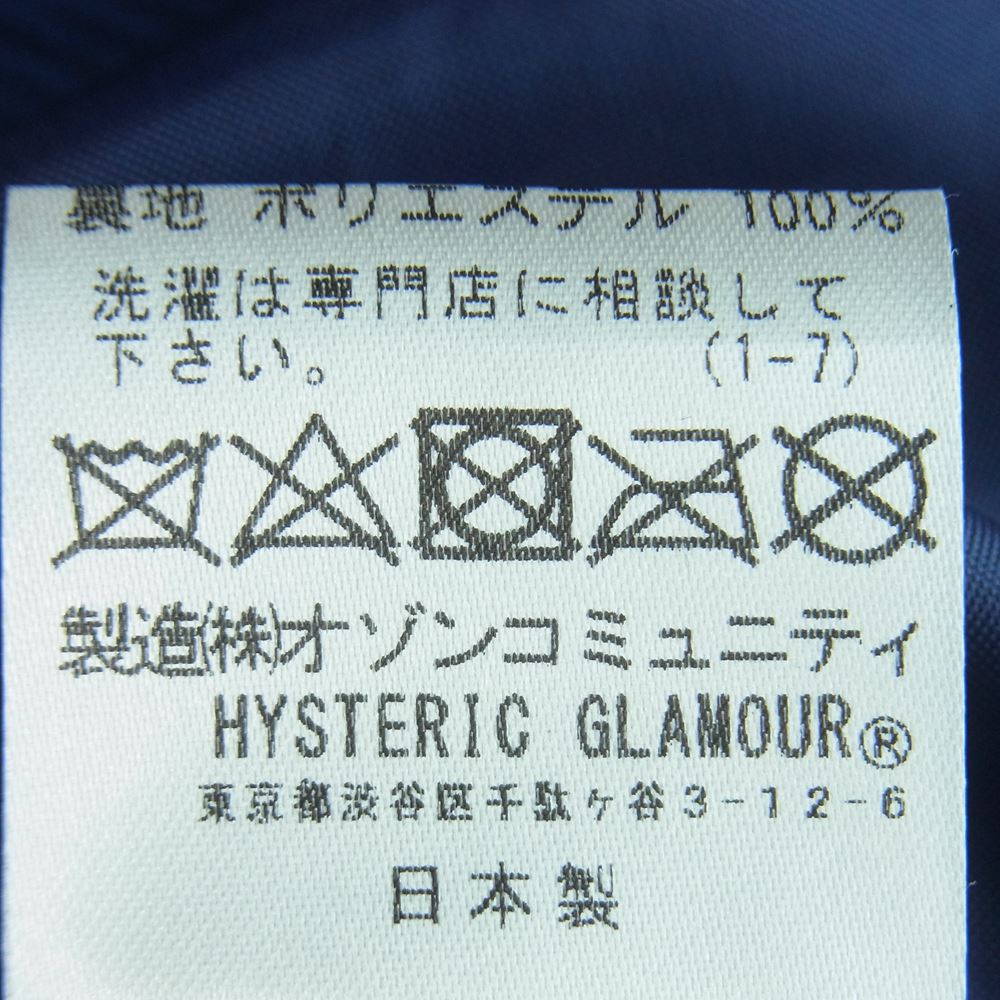 裏地 ポリエステル 100%
洗濯は専門店に相談して
下さい。 (1-7)
製造(株)オゾンコミュニティ
HYSTERIC GLAMOUR®
東京都渋谷区千駄ヶ谷3-12-6
日本製